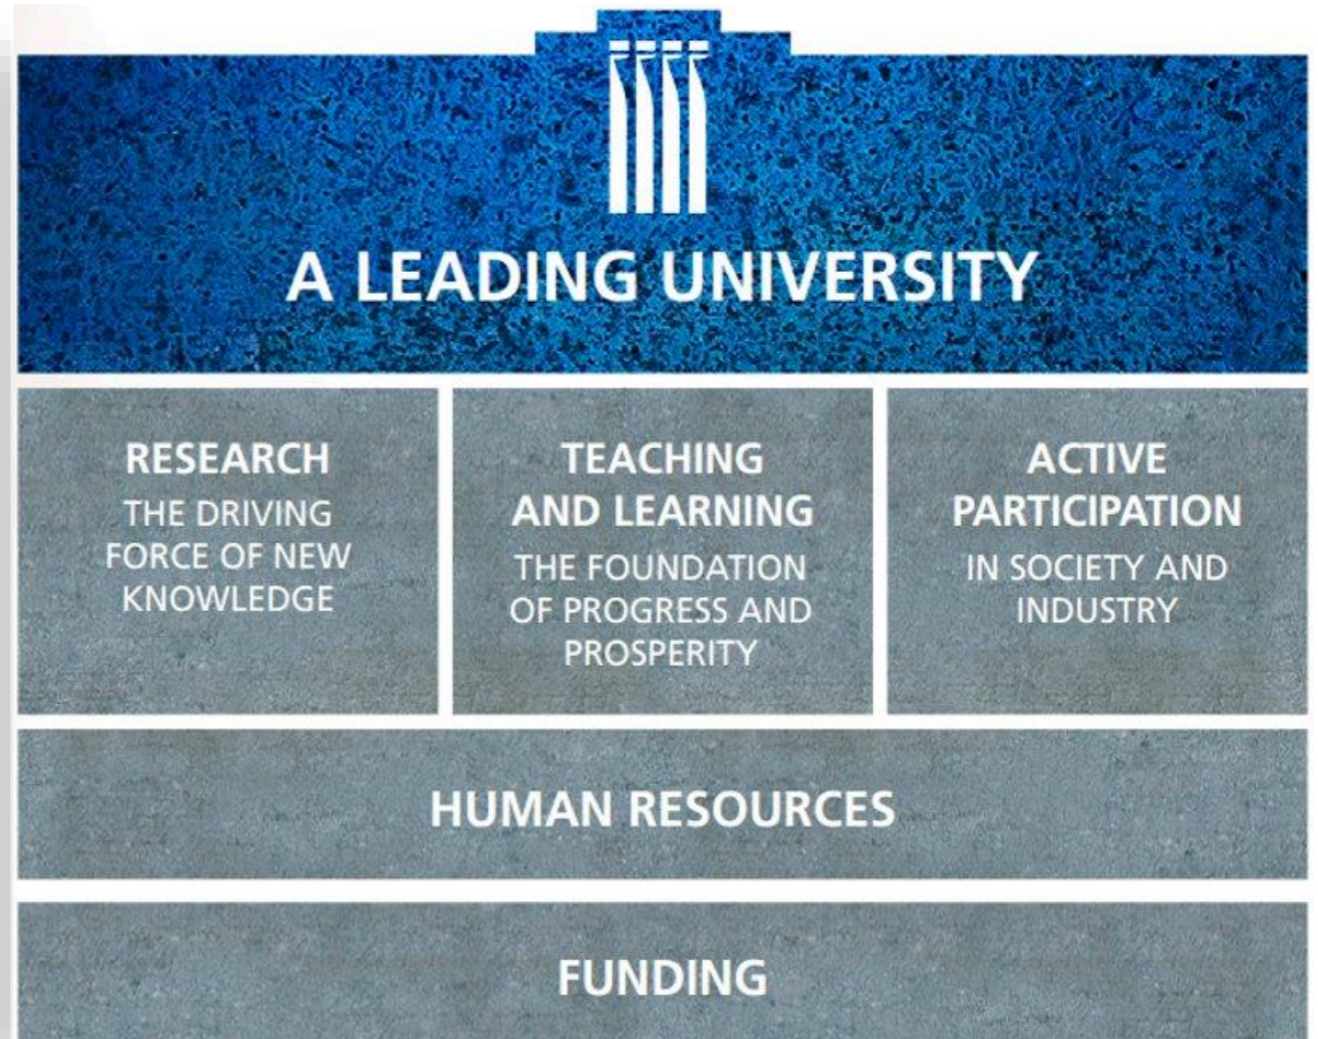 A LEADING UNIVERSITY
RESEARCH
THE DRIVING
FORCE OF NEW
KNOWLEDGE
TEACHING
AND LEARNING
THE FOUNDATION
OF PROGRESS AND
PROSPERITY
ACTIVE
PARTICIPATION
IN SOCIETY AND
INDUSTRY
HUMAN RESOURCES
FUNDING